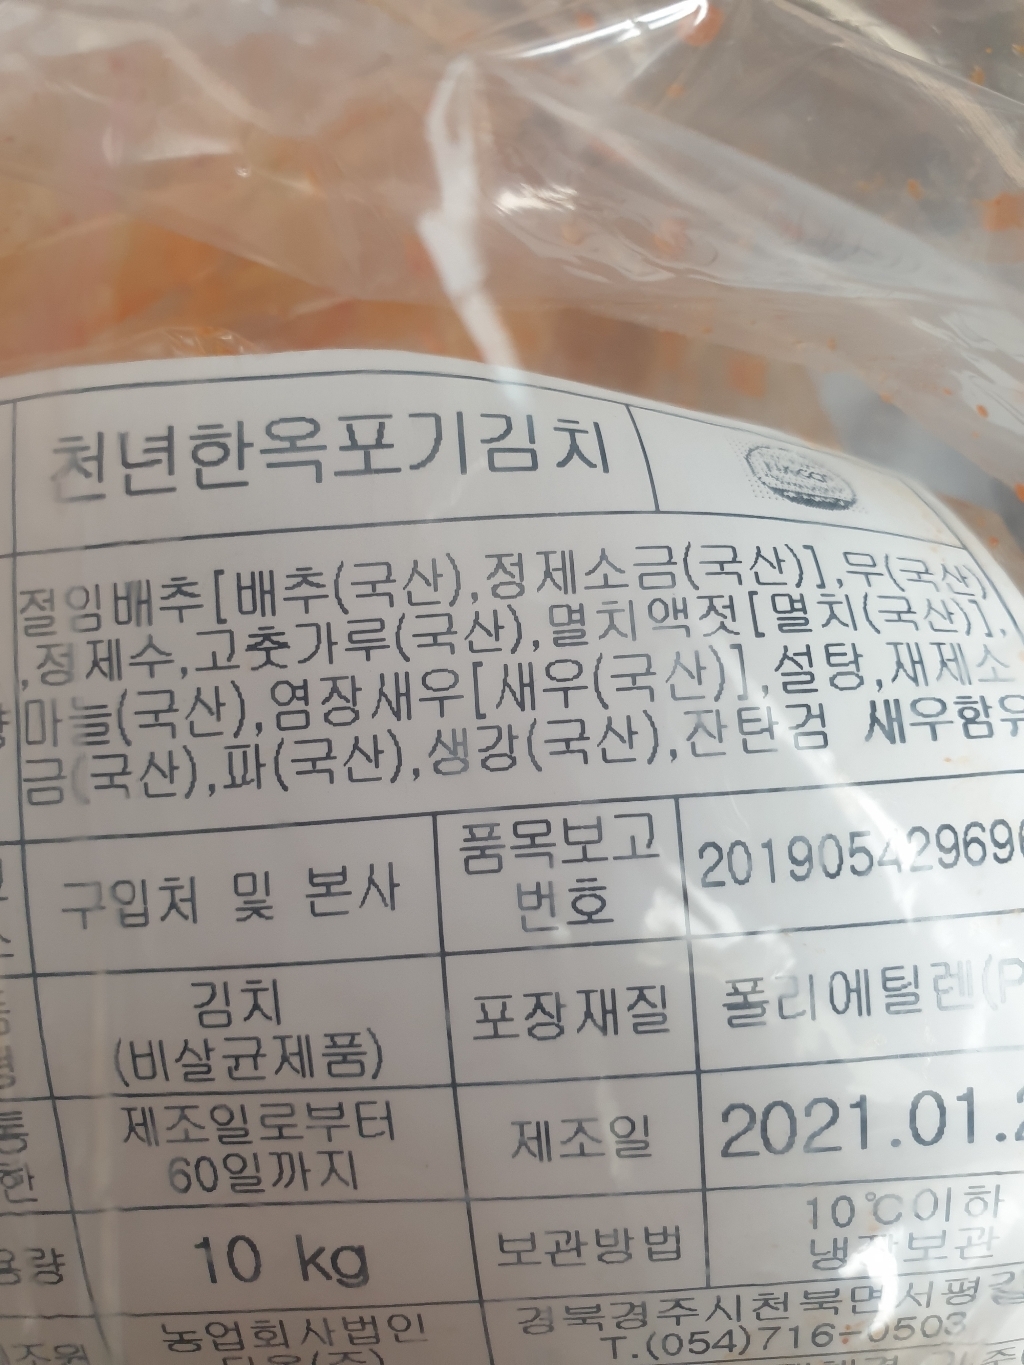 천년한옥포기김치
HACCP
절임배추[배추(국산),정제소금(국산)],무(국산)
,정제수,고춧가루(국산),멸치액젓[멸치(국산)],
마늘(국산),염장새우[새우(국산)],설탕,재제소
금(국산),파(국산),생강(국산),잔탄검 새우함유
구입처 및 본사
품목보고
번호
201905429690
김치
(비살균제품)
포장재질
폴리에틸렌(P
제조일로부터
60일까지
제조일
2021.01.2
용량
10 kg
보관방법
10℃이하
냉장보관
조원
농업회사법인
경북경주시천북면서평길
T.(054)716-0503